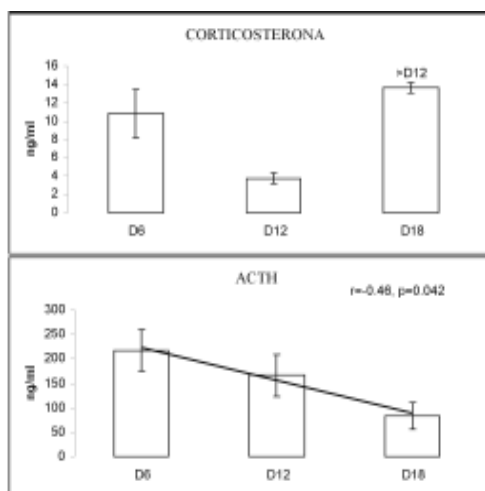 CORTICOSTERONA
ng/ml
16
14
12
10
8
6
4
2
0
>D12
D6 D12 D18
ACTH
r=-0.46, p=0.042
ng/ml
300
250
200
150
100
50
0
D6 D12 D18